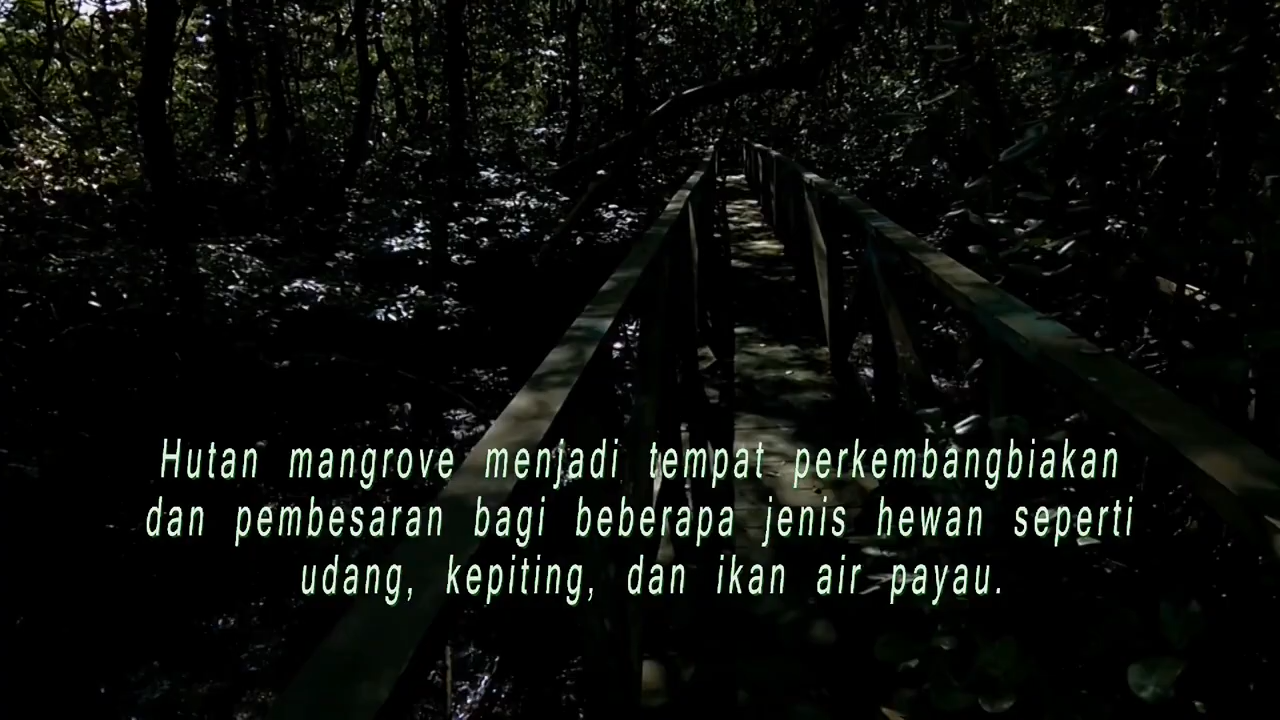 Hutan mangrove menjadi tempat perkembangbiakan
dan pembesaran bagi beberapa jenis hewan seperti
udang, kepiting, dan ikan air payau.